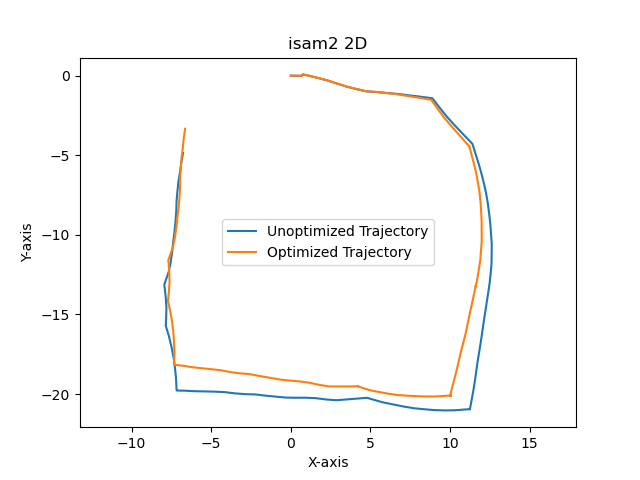 isam2 2D
0
−5
−10
−15
−20
Y-axis
Unoptimized Trajectory
Optimized Trajectory
−10
−5
0
5
10
15
X-axis